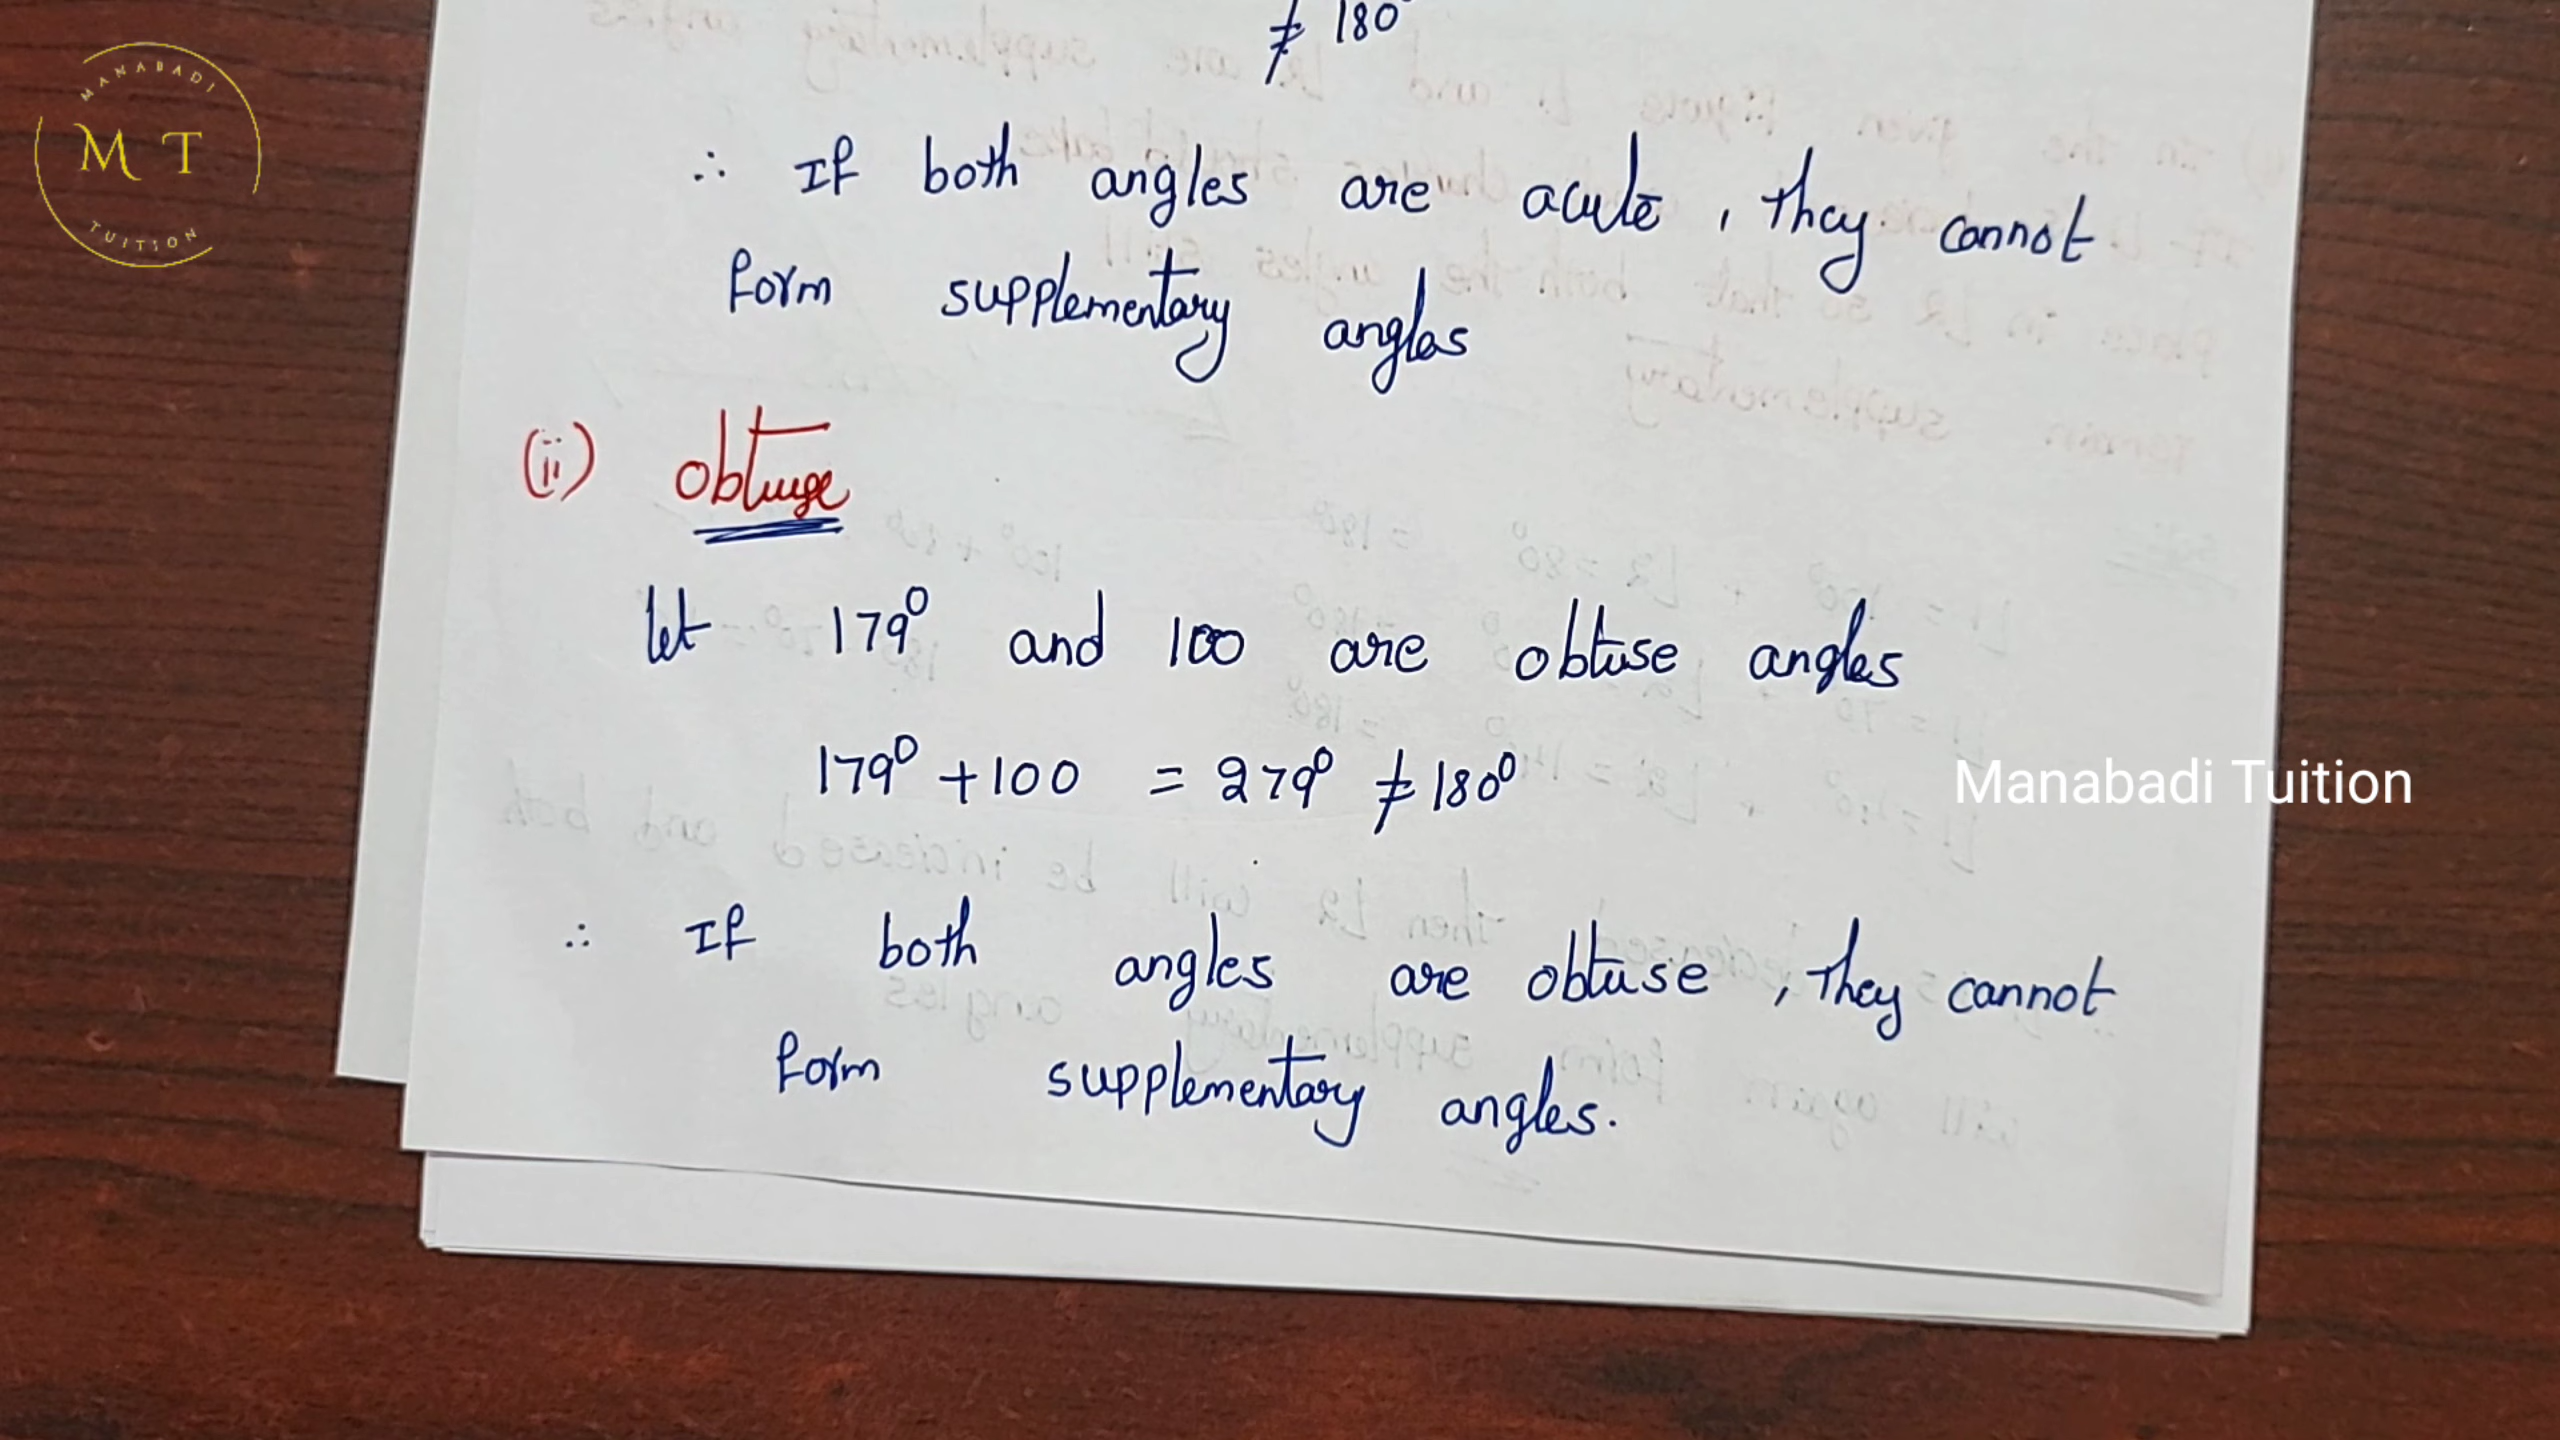 MANABADI
M T
TUITION
≠ 180°
∴ If both angles are acute, they cannot
form supplementary angles
(ii) obtuse
let 179° and 100 are obtuse angles
179° + 100 = 279° ≠ 180°
Manabadi Tuition
∴ If both angles are obtuse, they cannot
form supplementary angles.